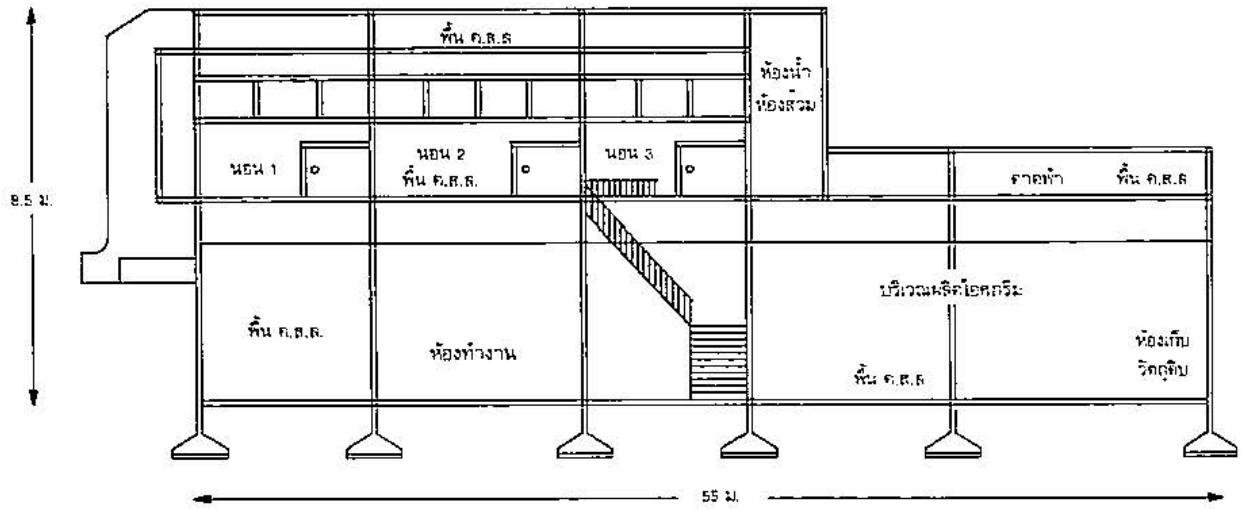 พื้น ค.ส.ล
ห้องน้ำ
ห้องส้วม
นอน 1
นอน 2
พื้น ค.ส.ล.
นอน 3
ดาดฟ้า
พื้น ค.ส.ล
8.5 ม.
บริเวณผลิตไอศกรีม
พื้น ค.ส.ล.
ห้องทำงาน
ห้องเก็บ
วัตถุดิบ
พื้น ค.ส.ล
55 ม.